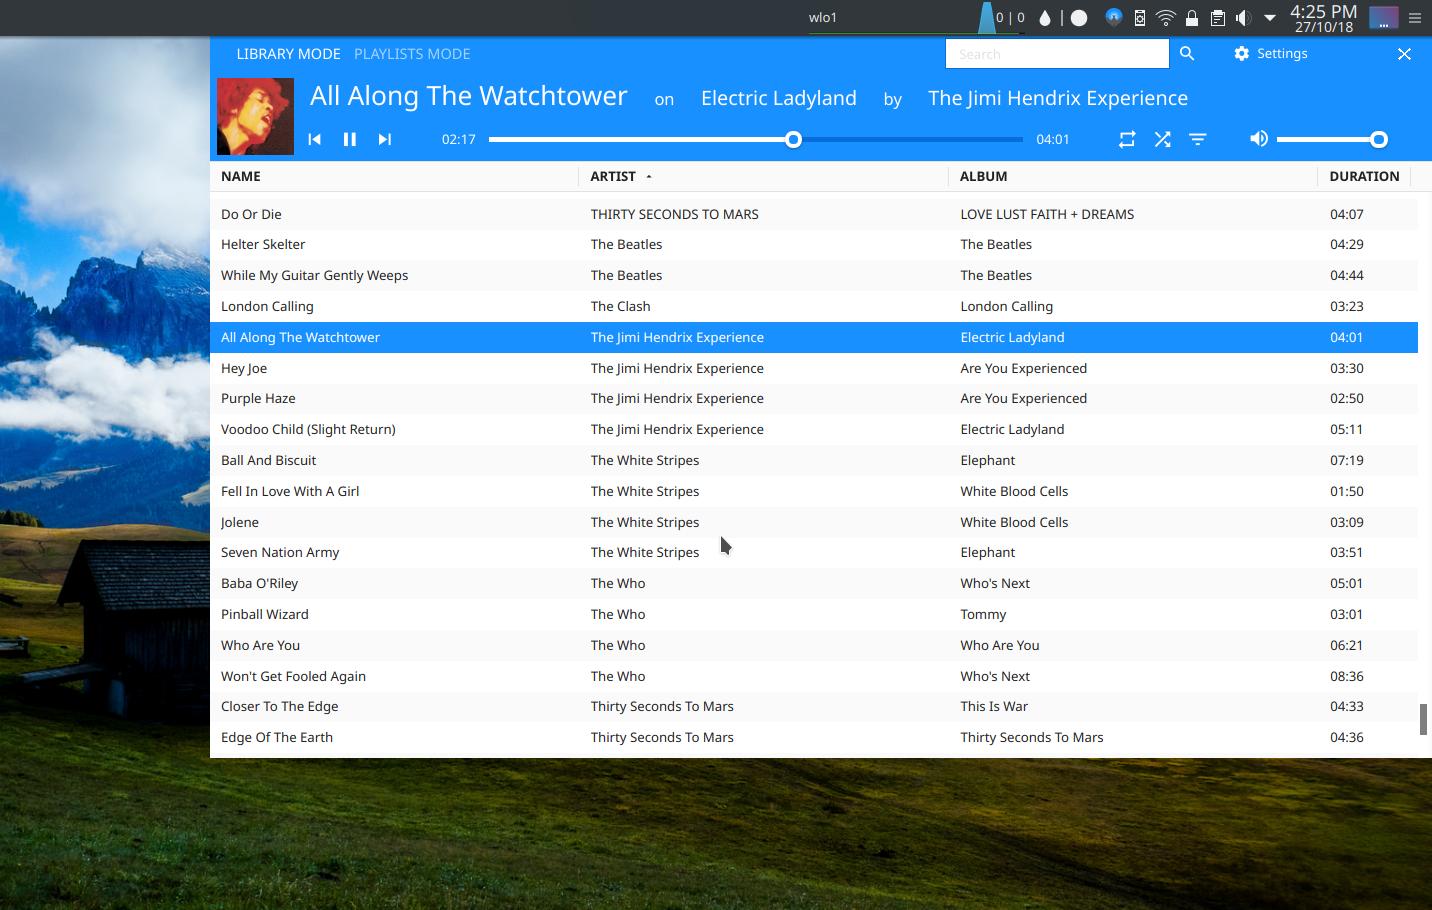 wlo1 0 | 0 | 4:25 PM
27/10/18
LIBRARY MODE PLAYLISTS MODE Search Settings
All Along The Watchtower on Electric Ladyland by The Jimi Hendrix Experience
02:17 04:01
NAME ARTIST ALBUM DURATION
Do Or Die THIRTY SECONDS TO MARS LOVE LUST FAITH + DREAMS 04:07
Helter Skelter The Beatles The Beatles 04:29
While My Guitar Gently Weeps The Beatles The Beatles 04:44
London Calling The Clash London Calling 03:23
All Along The Watchtower The Jimi Hendrix Experience Electric Ladyland 04:01
Hey Joe The Jimi Hendrix Experience Are You Experienced 03:30
Purple Haze The Jimi Hendrix Experience Are You Experienced 02:50
Voodoo Child (Slight Return) The Jimi Hendrix Experience Electric Ladyland 05:11
Ball And Biscuit The White Stripes Elephant 07:19
Fell In Love With A Girl The White Stripes White Blood Cells 01:50
Jolene The White Stripes White Blood Cells 03:09
Seven Nation Army The White Stripes Elephant 03:51
Baba O'Riley The Who Who's Next 05:01
Pinball Wizard The Who Tommy 03:01
Who Are You The Who Who Are You 06:21
Won't Get Fooled Again The Who Who's Next 08:36
Closer To The Edge Thirty Seconds To Mars This Is War 04:33
Edge Of The Earth Thirty Seconds To Mars Thirty Seconds To Mars 04:36